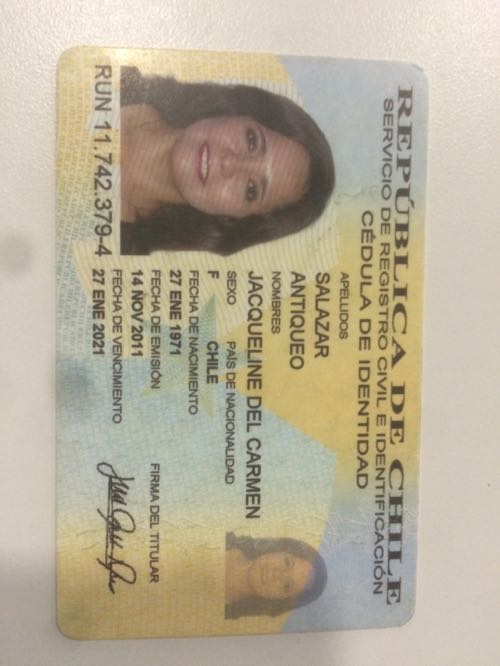 REPÚBLICA DE CHILE
SERVICIO DE REGISTRO CIVIL E IDENTIFICACIÓN
CÉDULA DE IDENTIDAD
APELLIDOS
SALAZAR
ANTIQUEO
NOMBRES
JACQUELINE DEL CARMEN
SEXO PAÍS DE NACIONALIDAD
F CHILE
FECHA DE NACIMIENTO
27 ENE 1971
FECHA DE EMISIÓN
14 NOV 2011
FECHA DE VENCIMIENTO
27 ENE 2021
FIRMA DEL TITULAR
RUN 11.742.379-4